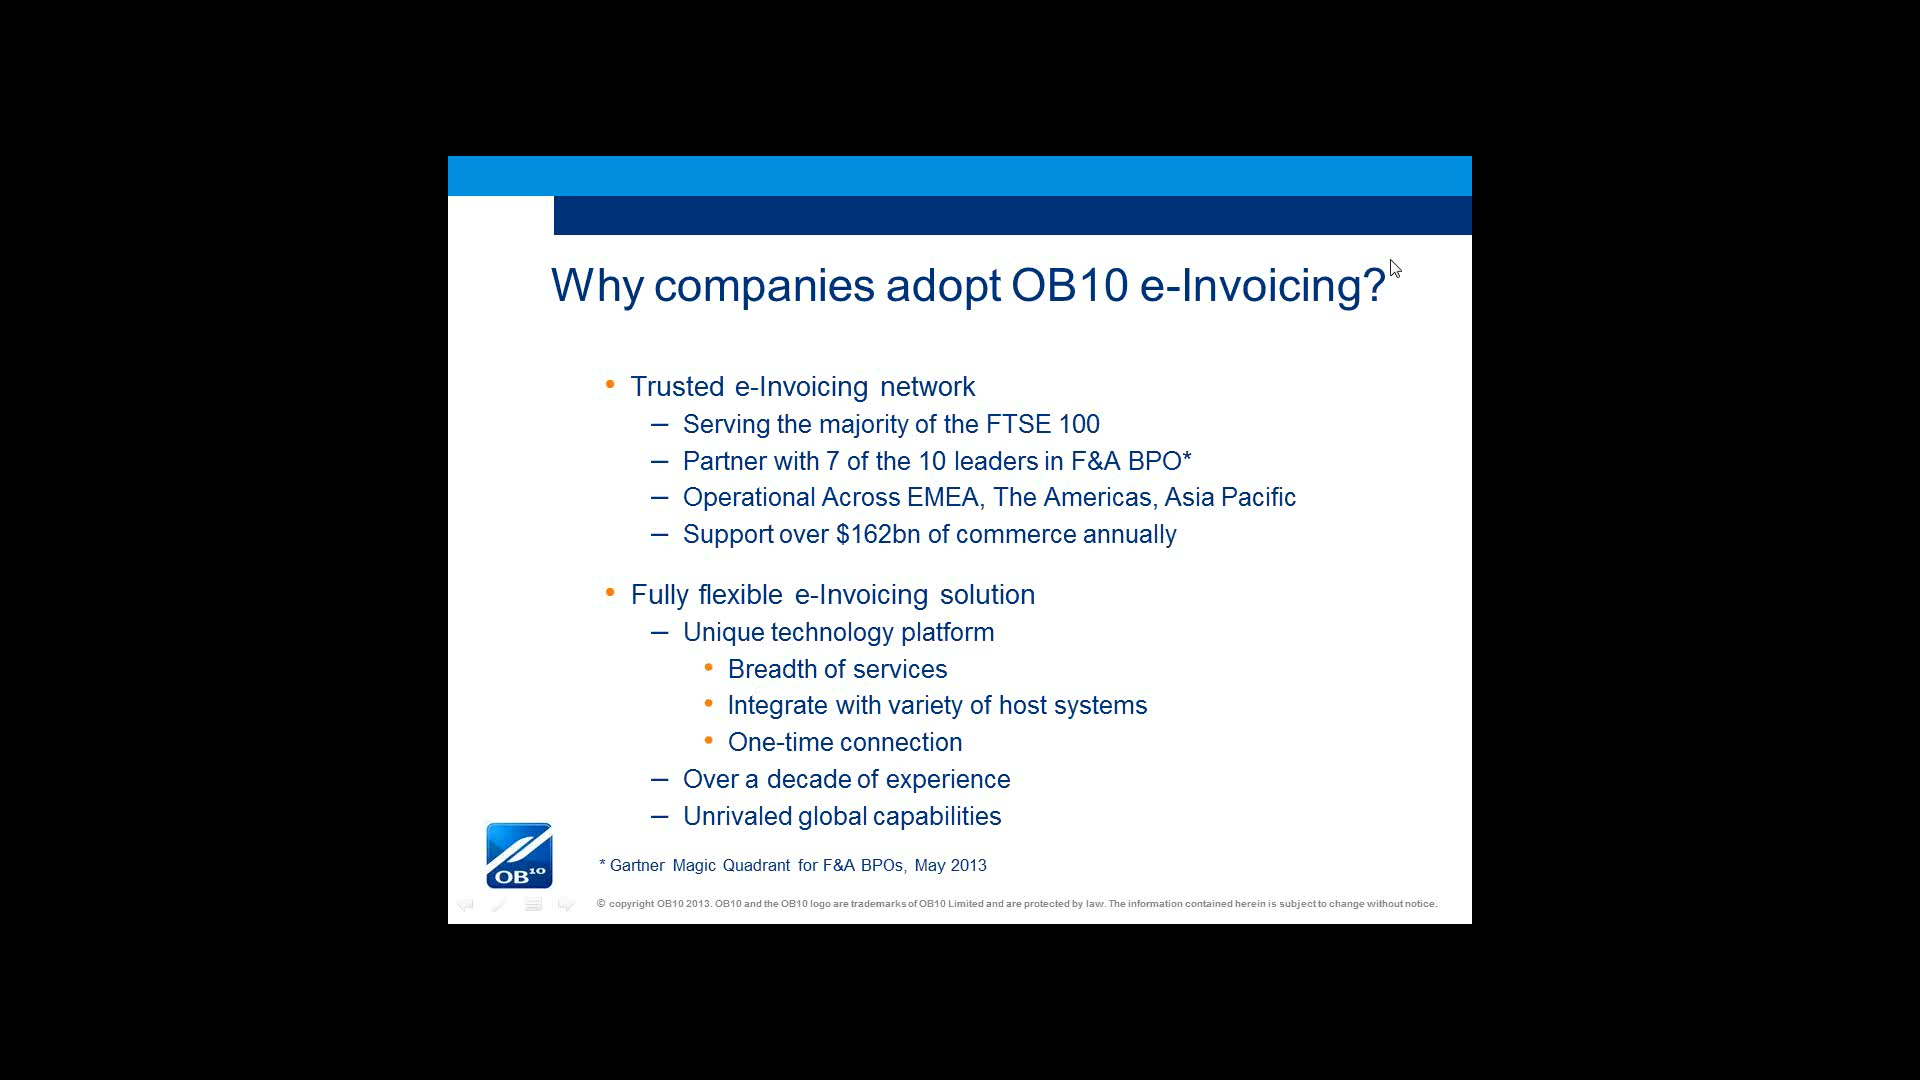 Why companies adopt OB10 e-Invoicing?
• Trusted e-Invoicing network
– Serving the majority of the FTSE 100
– Partner with 7 of the 10 leaders in F&A BPO*
– Operational Across EMEA, The Americas, Asia Pacific
– Support over $162bn of commerce annually
• Fully flexible e-Invoicing solution
– Unique technology platform
• Breadth of services
• Integrate with variety of host systems
• One-time connection
– Over a decade of experience
– Unrivaled global capabilities
OB10
* Gartner Magic Quadrant for F&A BPOs, May 2013
© copyright OB10 2013. OB10 and the OB10 logo are trademarks of OB10 Limited and are protected by law. The information contained herein is subject to change without notice.